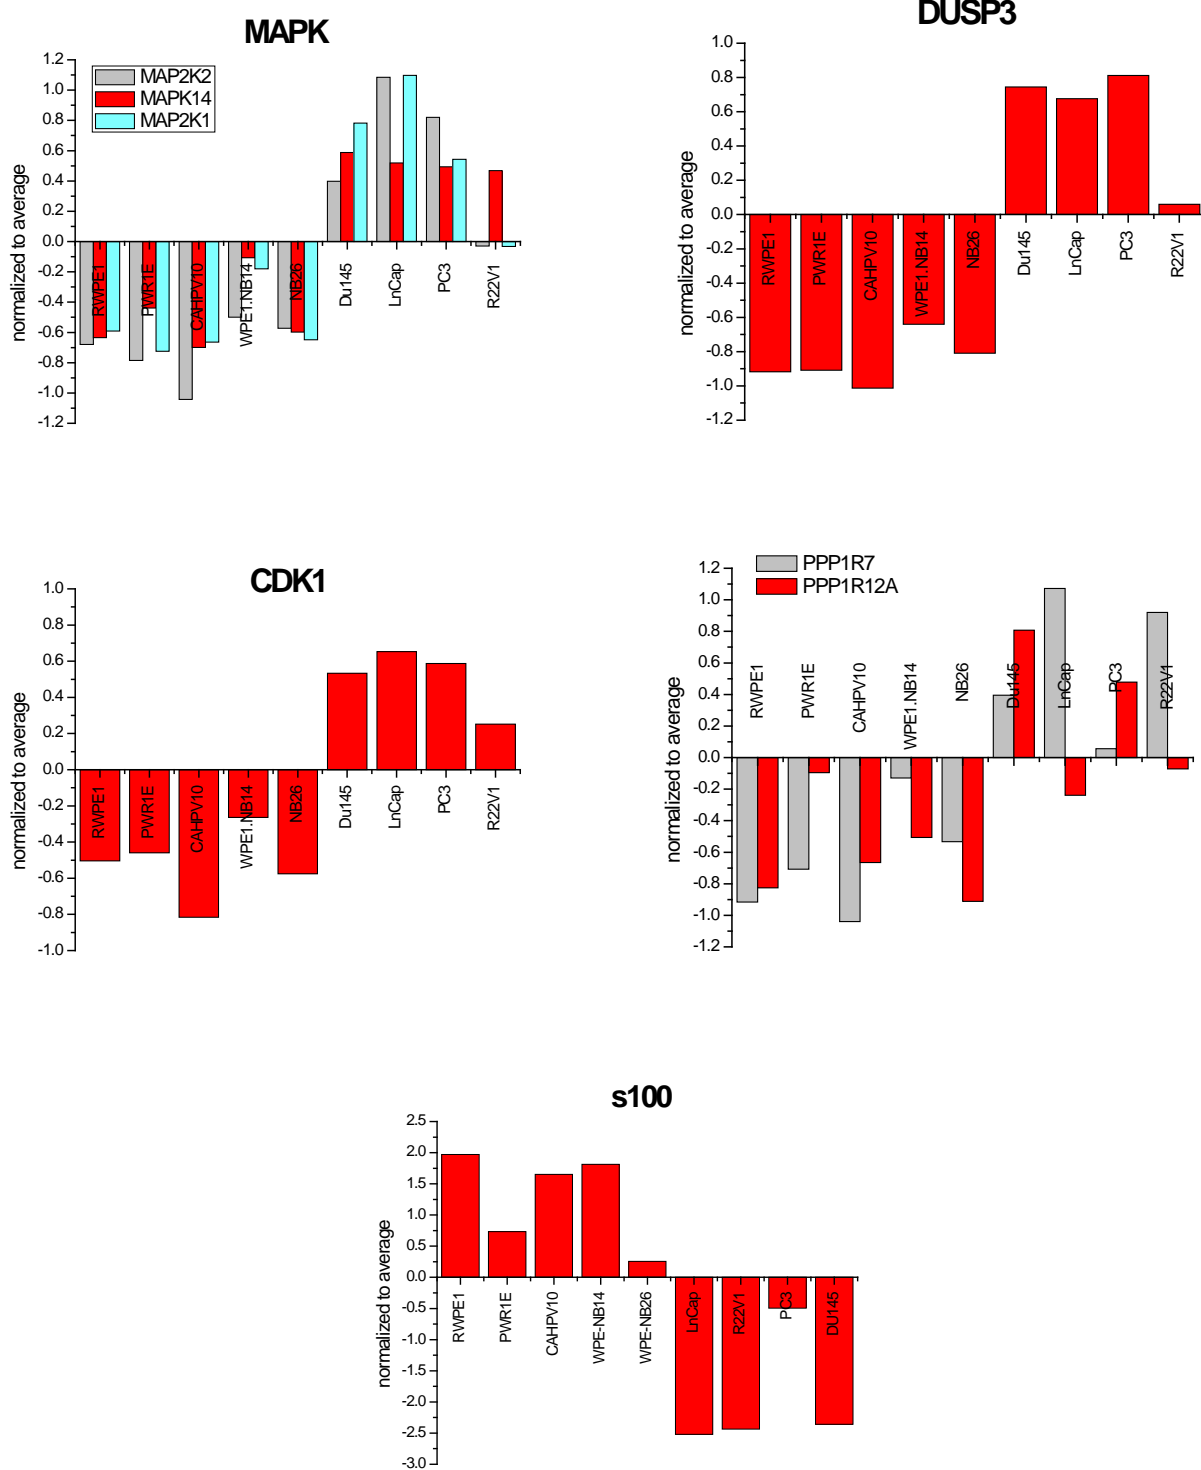 MAPK
MAP2K2
MAPK14
MAP2K1
normalized to average
1.2
1.0
0.8
0.6
0.4
0.2
0.0
-0.2
-0.4
-0.6
-0.8
-1.0
-1.2
RWPE1
PWR1E
CAHPV10
WPE1.NB14
NB26
Du145
LnCap
PC3
R22V1
DUSP3
normalized to average
1.0
0.8
0.6
0.4
0.2
0.0
-0.2
-0.4
-0.6
-0.8
-1.0
-1.2
RWPE1
PWR1E
CAHPV10
WPE1.NB14
NB26
Du145
LnCap
PC3
R22V1
CDK1
normalized to average
1.0
0.8
0.6
0.4
0.2
0.0
-0.2
-0.4
-0.6
-0.8
-1.0
RWPE1
PWR1E
CAHPV10
WPE1.NB14
NB26
Du145
LnCap
PC3
R22V1
PPP1R7
PPP1R12A
normalized to average
1.2
1.0
0.8
0.6
0.4
0.2
0.0
-0.2
-0.4
-0.6
-0.8
-1.0
-1.2
RWPE1
PWR1E
CAHPV10
WPE1.NB14
NB26
Du145
LnCap
PC3
R22V1
s100
normalized to average
2.5
2.0
1.5
1.0
0.5
0.0
-0.5
-1.0
-1.5
-2.0
-2.5
-3.0
RWPE1
PWR1E
CAHPV10
WPE-NB14
WPE-NB26
LnCap
R22V1
PC3
DU145